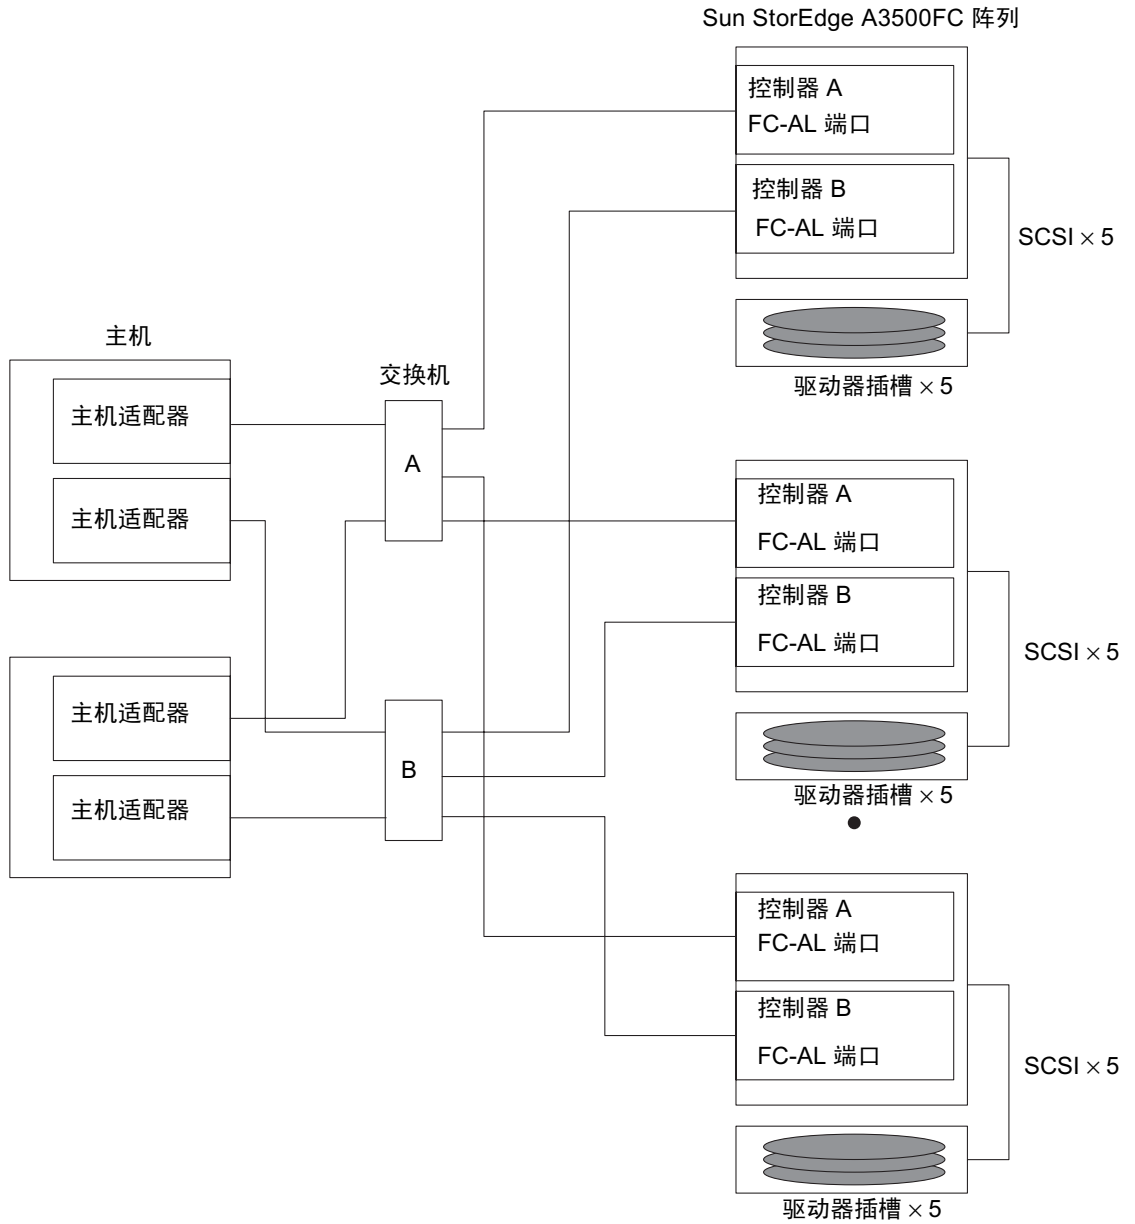 Sun StorEdge A3500FC 阵列
控制器 A
FC-AL 端口
控制器 B
FC-AL 端口
SCSI × 5
驱动器插槽 × 5
主机
主机适配器
主机适配器
交换机
A
控制器 A
FC-AL 端口
控制器 B
FC-AL 端口
SCSI × 5
驱动器插槽 × 5
主机适配器
主机适配器
B
控制器 A
FC-AL 端口
控制器 B
FC-AL 端口
SCSI × 5
驱动器插槽 × 5